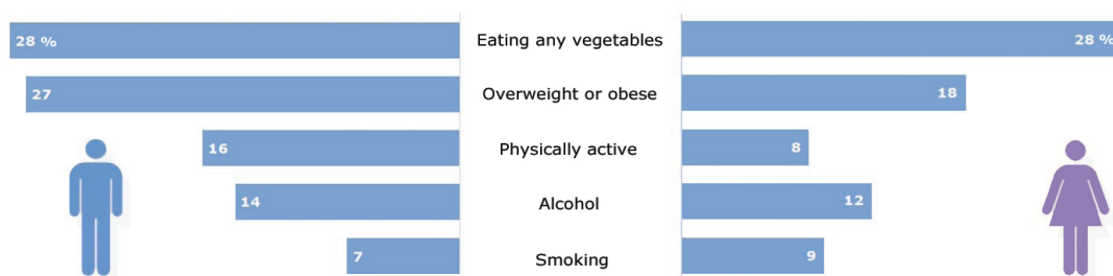 28 % Eating any vegetables 28 %
27 Overweight or obese 18
16 Physically active 8
14 Alcohol 12
7 Smoking 9